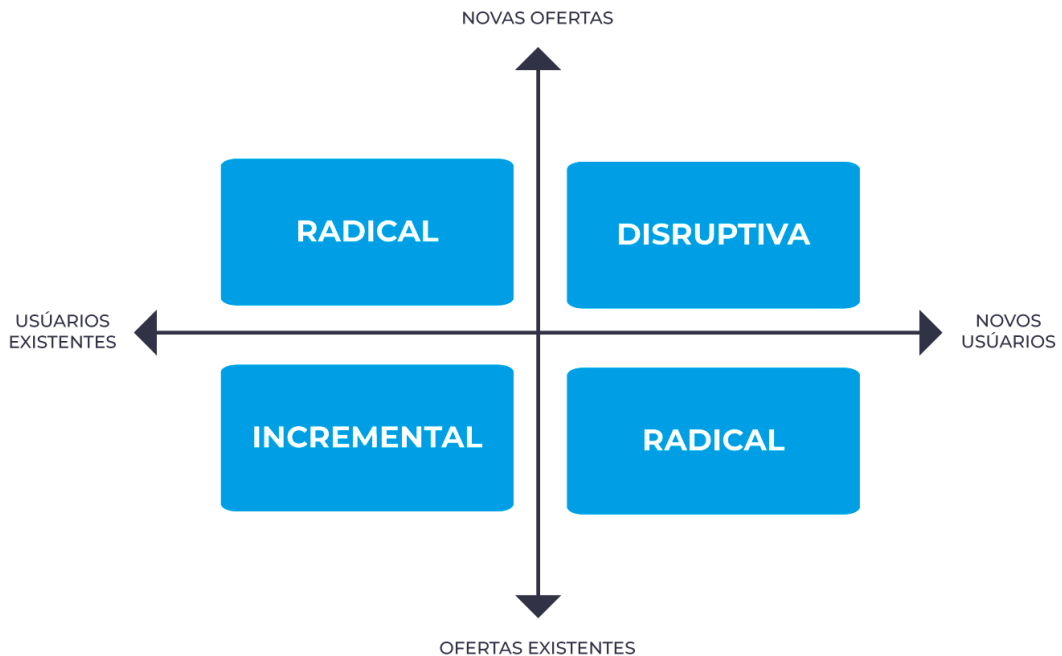 NOVAS OFERTAS
RADICAL
DISRUPTIVA
USÚARIOS
EXISTENTES
NOVOS
USÚARIOS
INCREMENTAL
RADICAL
OFERTAS EXISTENTES